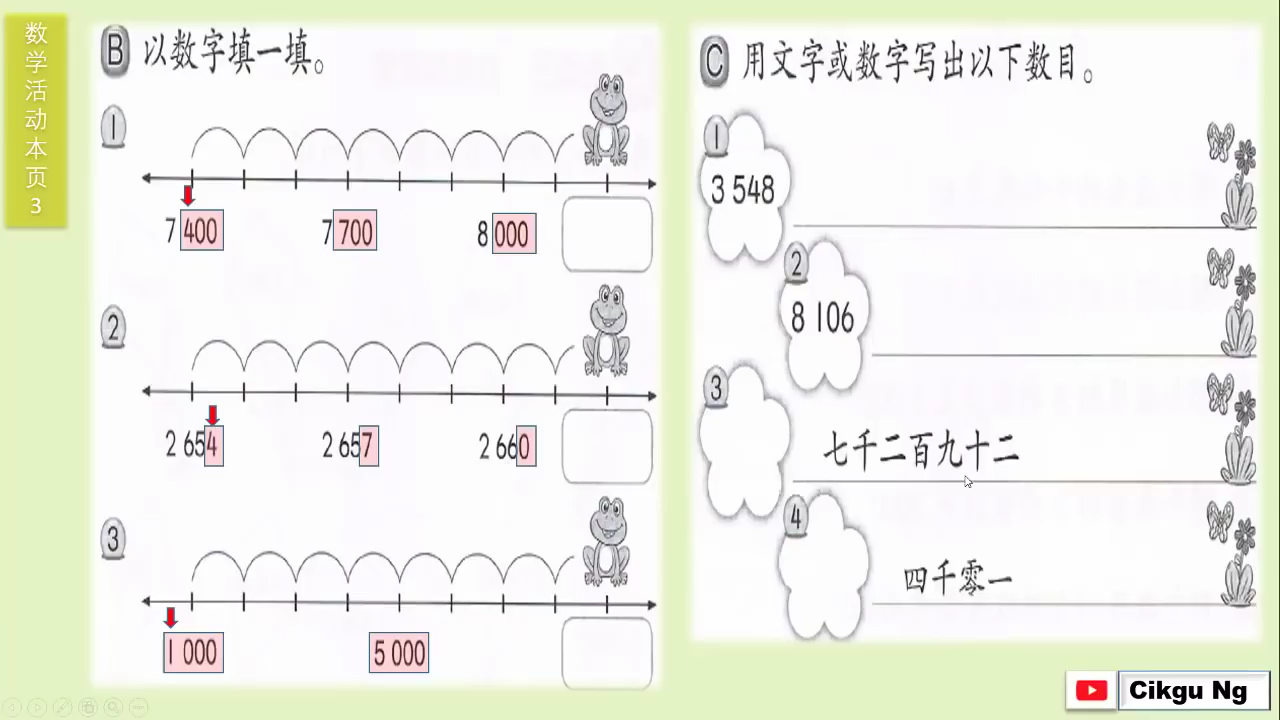 数学活动本页3
B 以数字填一填。
1
7 400 7 700 8 000
2
2 654 2 657 2 660
3
1 000 5 000
C 用文字或数字写出以下数目。
1
3 548
2
8 106
3
七千二百九十二
4
四千零一
Cikgu Ng